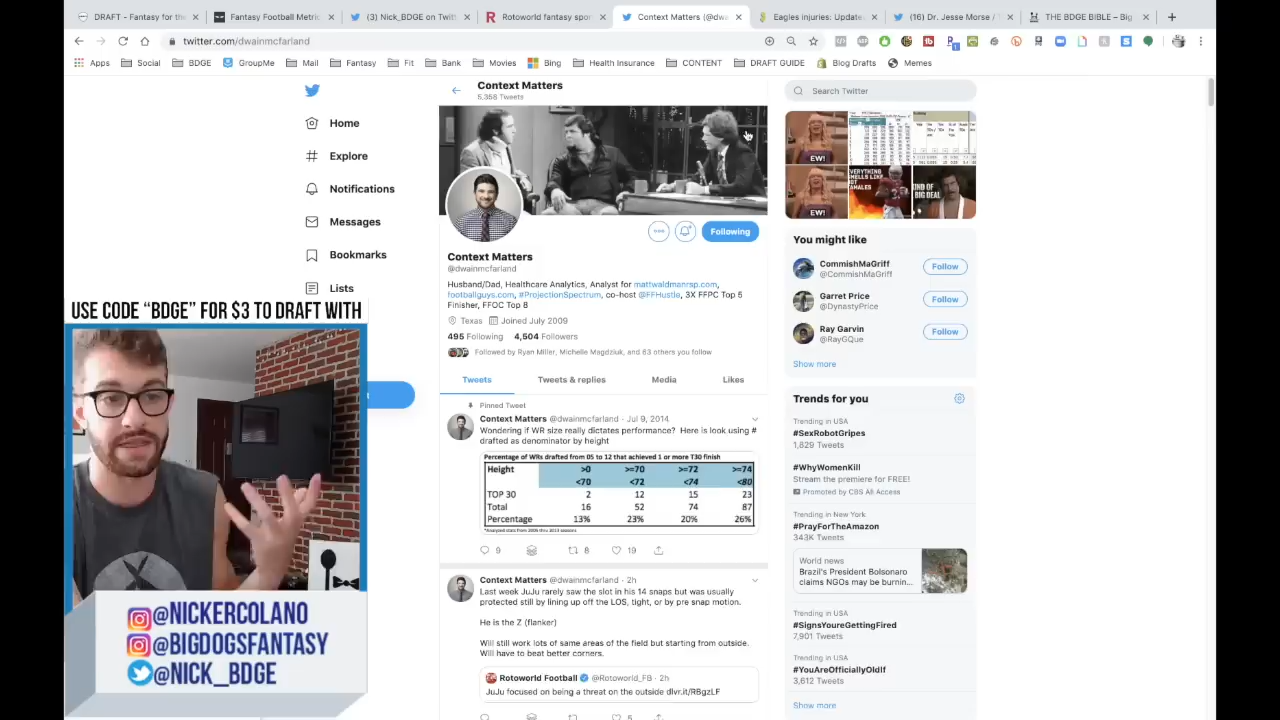 DRAFT - Fantasy for the
Fantasy Football Metric
(3) Nick_BDGE on Twitt
Rotoworld fantasy spor
Context Matters (@dwa
Eagles injuries: Update
(16) Dr. Jesse Morse / T
THE BDGE BIBLE – Big
twitter.com/dwainmcfarland
Apps
Social
BDGE
GroupMe
Mail
Fantasy
Fit
Bank
Movies
Bing
Health Insurance
CONTENT
DRAFT GUIDE
Blog Drafts
Memes
Context Matters
5,358 Tweets
Search Twitter
Home
Explore
Notifications
Messages
Bookmarks
Lists
EW!
EW!
EVERYTHING
SMELLS LIKE
HOT
TAMALES
KIND OF
BIG DEAL
Following
Context Matters
@dwainmcfarland
Husband/Dad, Healthcare Analytics, Analyst for mattwaldmanrsp.com,
footballguys.com, #ProjectionSpectrum, co-host @FFHustle, 3X FFPC Top 5
Finisher, FFOC Top 8
Texas Joined July 2009
495 Following 4,504 Followers
Followed by Ryan Miller, Michelle Magdziuk, and 63 others you follow
Tweets
Tweets & replies
Media
Likes
Pinned Tweet
Context Matters @dwainmcfarland · Jul 9, 2014
Wondering if WR size really dictates performance? Here is look using #
drafted as denominator by height
Percentage of WRs drafted from 05 to 12 that achieved 1 or more T30 finish
Height >0 >=70 >=72 >=74
<70 <72 <74 <80
TOP 30 2 12 15 23
Total 16 52 74 87
Percentage 13% 23% 20% 26%
9 8 19
Context Matters @dwainmcfarland · 2h
Last week JuJu rarely saw the slot in his 14 snaps but was usually
protected still by lining up off the LOS, tight, or by pre snap motion.
He is the Z (flanker)
Will still work lots of same areas of the field but starting from outside.
Will have to beat better corners.
Rotoworld Football @Rotoworld_FB · 2h
JuJu focused on being a threat on the outside dlvr.it/RBgzLF
5
You might like
CommishMaGriff
@CommishMaGriff
Follow
Garret Price
@DynastyPrice
Follow
Ray Garvin
@RayGQue
Follow
Show more
Trends for you
Trending in USA
#SexRobotGripes
1,829 Tweets
#WhyWomenKill
Stream the premiere for FREE!
Promoted by CBS All Access
Trending in New York
#PrayForTheAmazon
343K Tweets
World news
Brazil's President Bolsonaro
claims NGOs may be burnin...
Trending in USA
#SignsYoureGettingFired
7,901 Tweets
Trending in USA
#YouAreOfficiallyOldIf
3,612 Tweets
Show more
USE CODE “BDGE” FOR $3 TO DRAFT WITH
@NICKERCOLANO
@BIGDOGSFANTASY
@NICK_BDGE